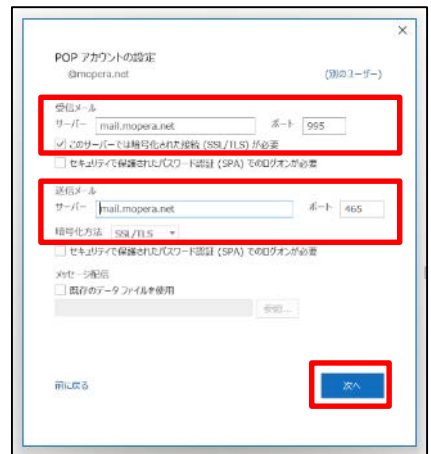 POP アカウントの設定
@mopera.net (別のユーザー)
受信メール
サーバー mail.mopera.net ポート 995
このサーバーでは暗号化された接続 (SSL/TLS) が必要
セキュリティで保護されたパスワード認証 (SPA) でのログオンが必要
送信メール
サーバー mail.mopera.net ポート 465
暗号化方法 SSL/TLS
セキュリティで保護されたパスワード認証 (SPA) でのログオンが必要
メッセージ配信
既存のデータ ファイルを使用
参照...
前に戻る 次へ